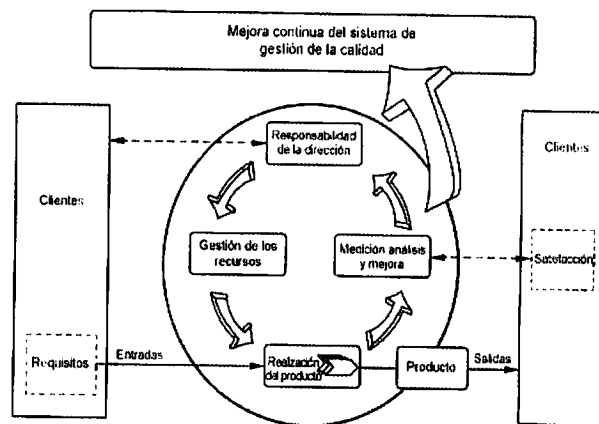 Mejora continua del sistema de
gestión de la calidad
Responsabilidad
de la dirección
Clientes
Clientes
Gestión de los
recursos
Medición análisis
y mejora
Satisfacción
Requisitos
Entradas
Realización
del producto
Producto
Salidas